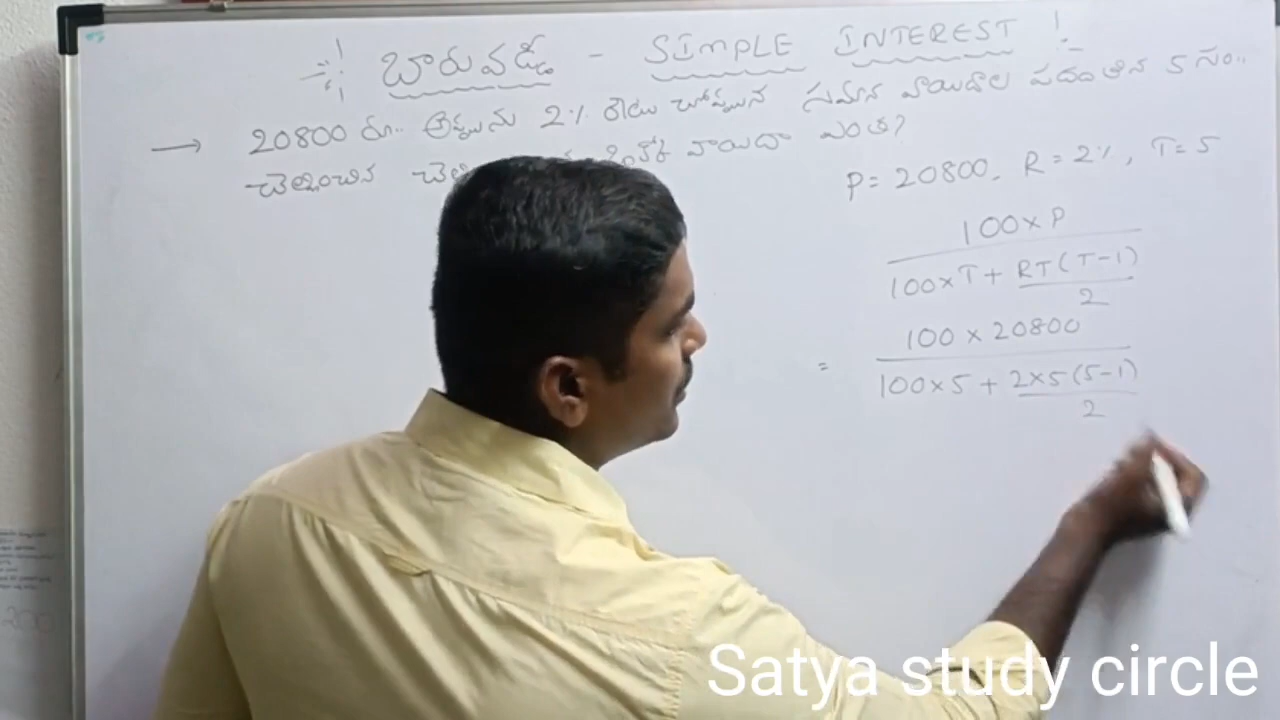 బారువడ్డీ - SIMPLE INTEREST !
→ 20800 రూ.. అప్పును 2% రేటు చొప్పున సమాన వాయిదాల పద్ధతిన 5 సం..
చెల్లించిన వాయిదా ఎంత?
P = 20800, R = 2%, T = 5
100 × P
100 × T + RT (T-1)
2
= 100 × 20800
100 × 5 + 2 × 5 (5-1)
2
200
Satya study circle